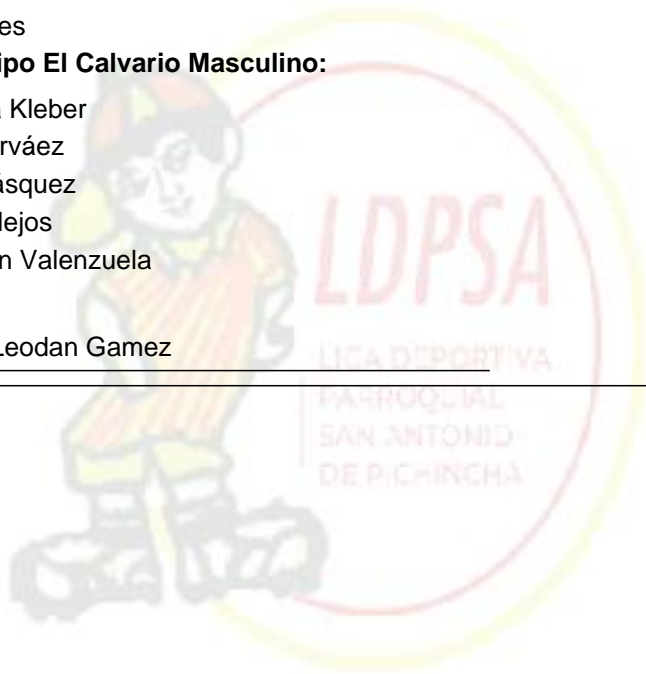 es
ipo El Calvario Masculino:
Kleber
rváez
ásquez
lejos
n Valenzuela
Leodan Gamez
LDPSA
LIGA DEPORTIVA
PARROQUIAL
SAN ANTONIO
DE PICHINCHA